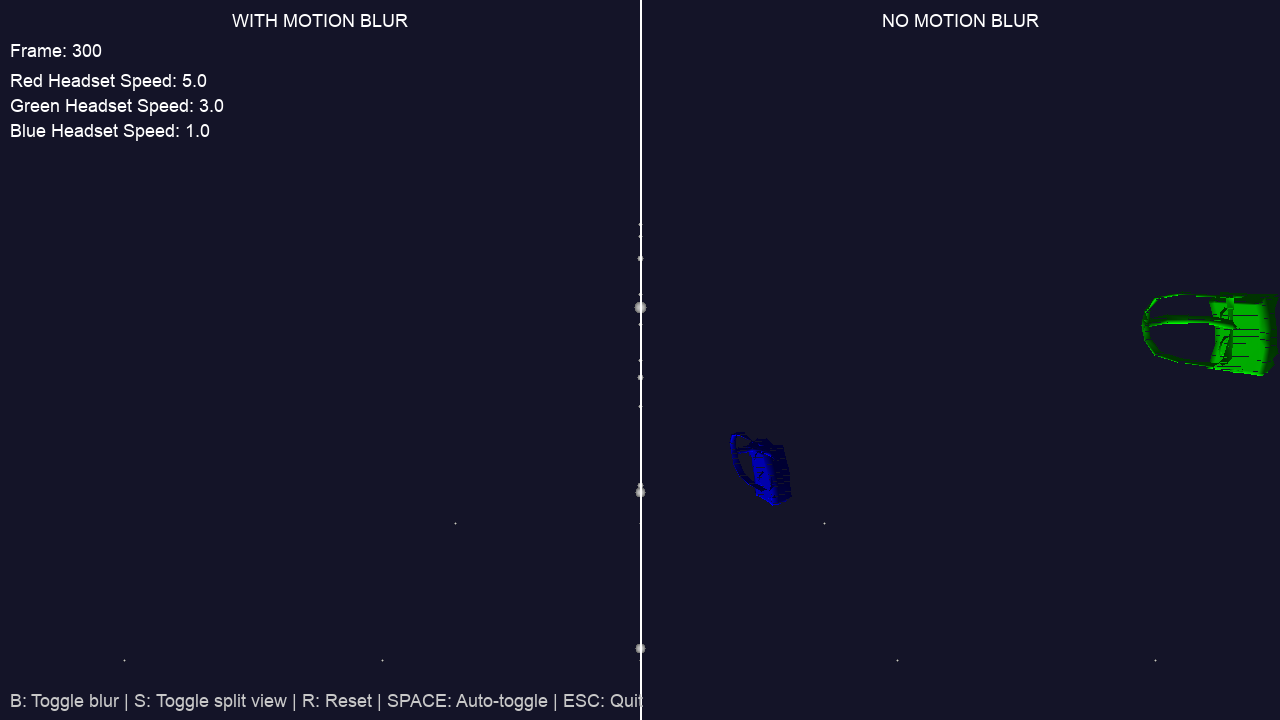 WITH MOTION BLUR
NO MOTION BLUR
Frame: 300
Red Headset Speed: 5.0
Green Headset Speed: 3.0
Blue Headset Speed: 1.0
B: Toggle blur | S: Toggle split view | R: Reset | SPACE: Auto-toggle | ESC: Quit